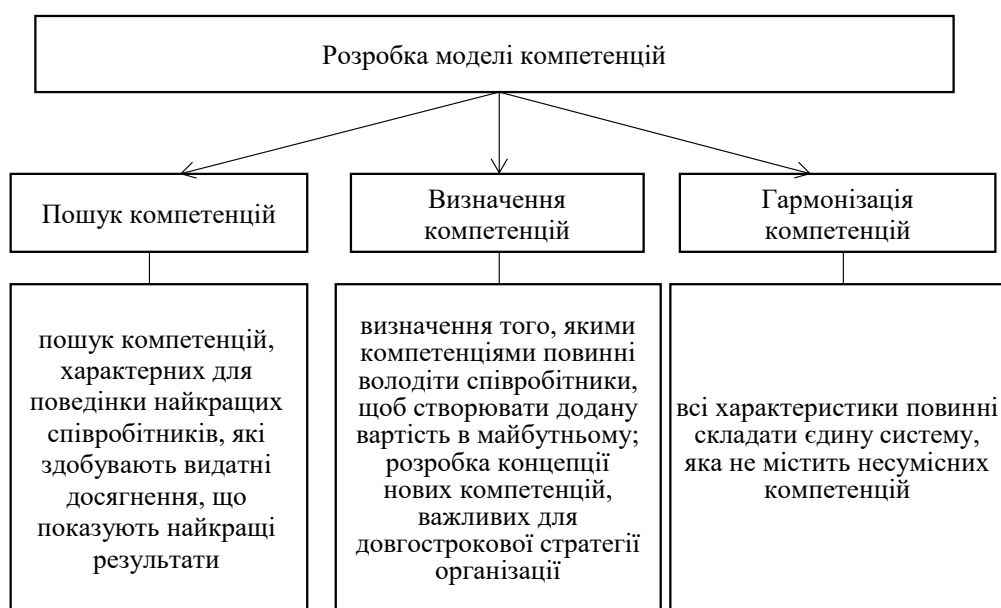 Розробка моделі компетенцій
Пошук компетенцій
Визначення
компетенцій
Гармонізація
компетенцій
пошук компетенцій,
характерних для
поведінки найкращих
співробітників, які
здобувають видатні
досягнення, що
показують найкращі
результати
визначення того, якими
компетенціями повинні
володіти співробітники,
щоб створювати додану
вартість в майбутньому;
розробка концепції
нових компетенцій,
важливих для
довгострокової стратегії
організації
всі характеристики повинні
складати єдину систему,
яка не містить несумісних
компетенцій